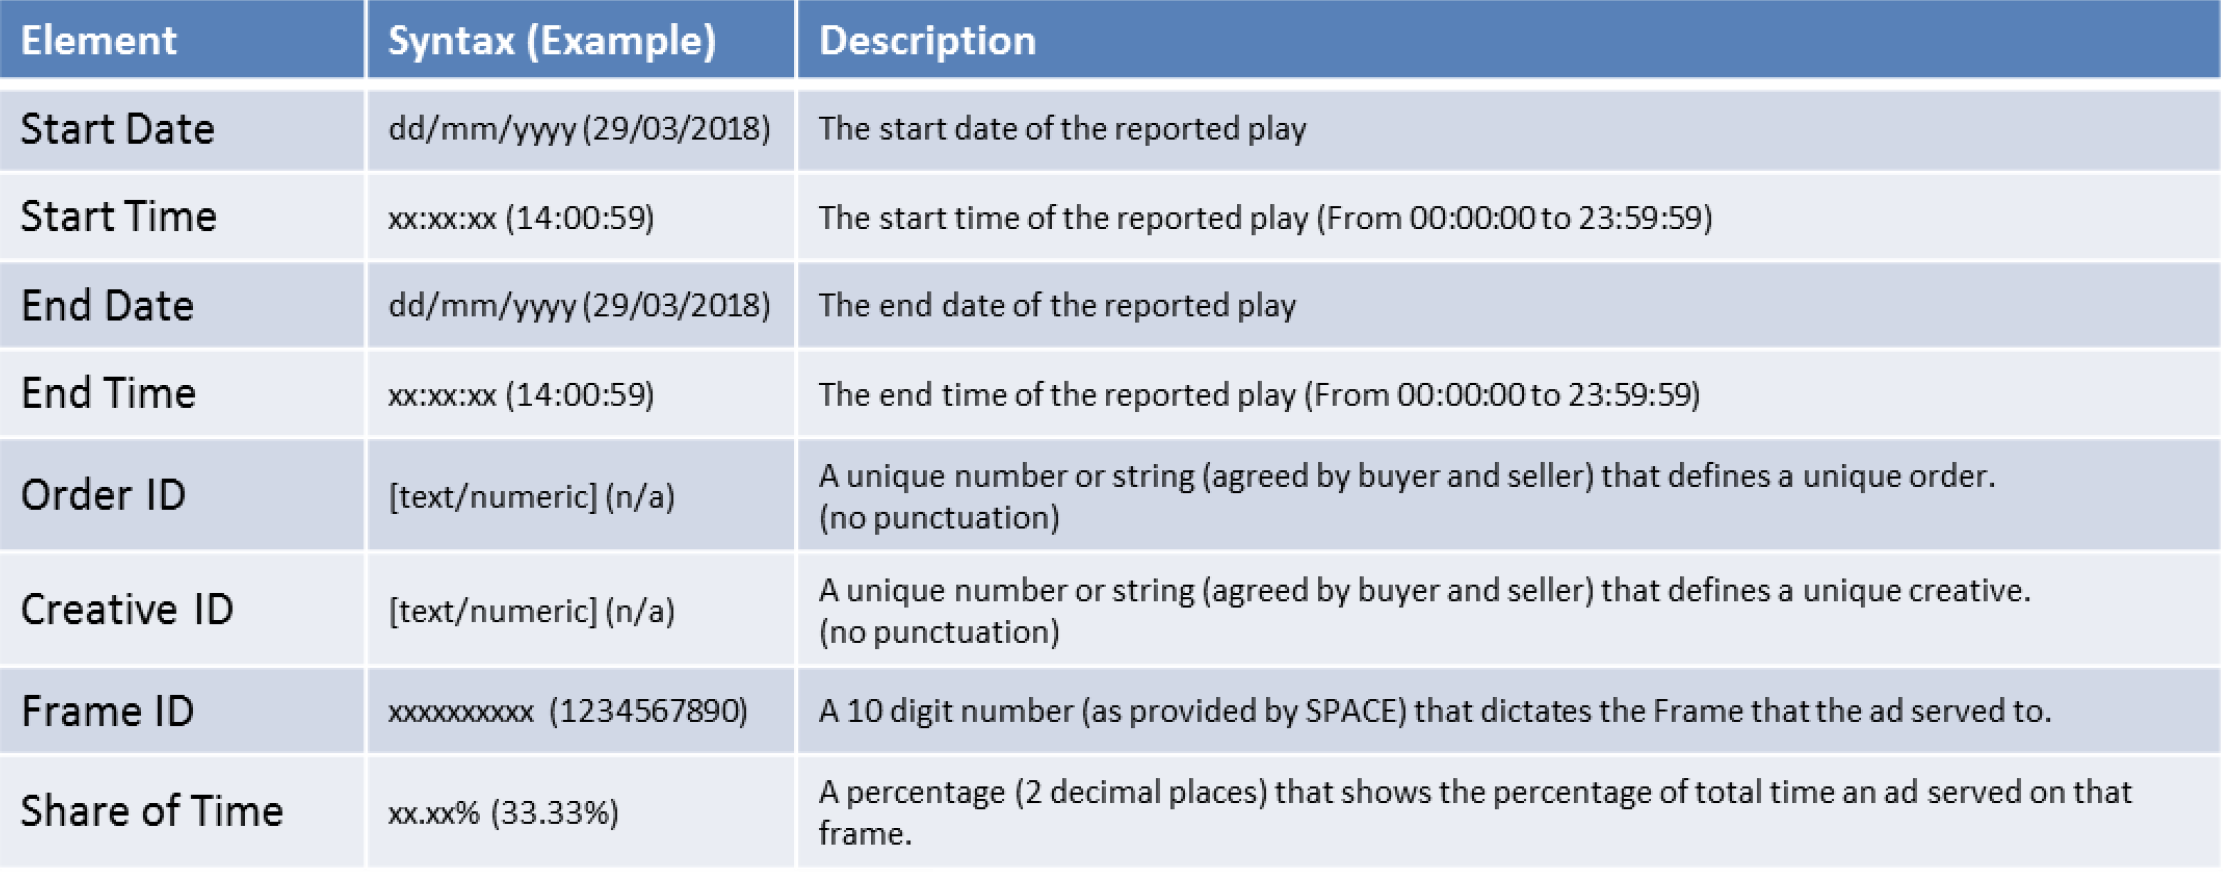 Element Syntax (Example) Description
Start Date dd/mm/yyyy (29/03/2018) The start date of the reported play
Start Time xx:xx:xx (14:00:59) The start time of the reported play (From 00:00:00 to 23:59:59)
End Date dd/mm/yyyy (29/03/2018) The end date of the reported play
End Time xx:xx:xx (14:00:59) The end time of the reported play (From 00:00:00 to 23:59:59)
Order ID [text/numeric] (n/a) A unique number or string (agreed by buyer and seller) that defines a unique order.
(no punctuation)
Creative ID [text/numeric] (n/a) A unique number or string (agreed by buyer and seller) that defines a unique creative.
(no punctuation)
Frame ID xxxxxxxxxx (1234567890) A 10 digit number (as provided by SPACE) that dictates the Frame that the ad served to.
Share of Time xx.xx% (33.33%) A percentage (2 decimal places) that shows the percentage of total time an ad served on that
frame.